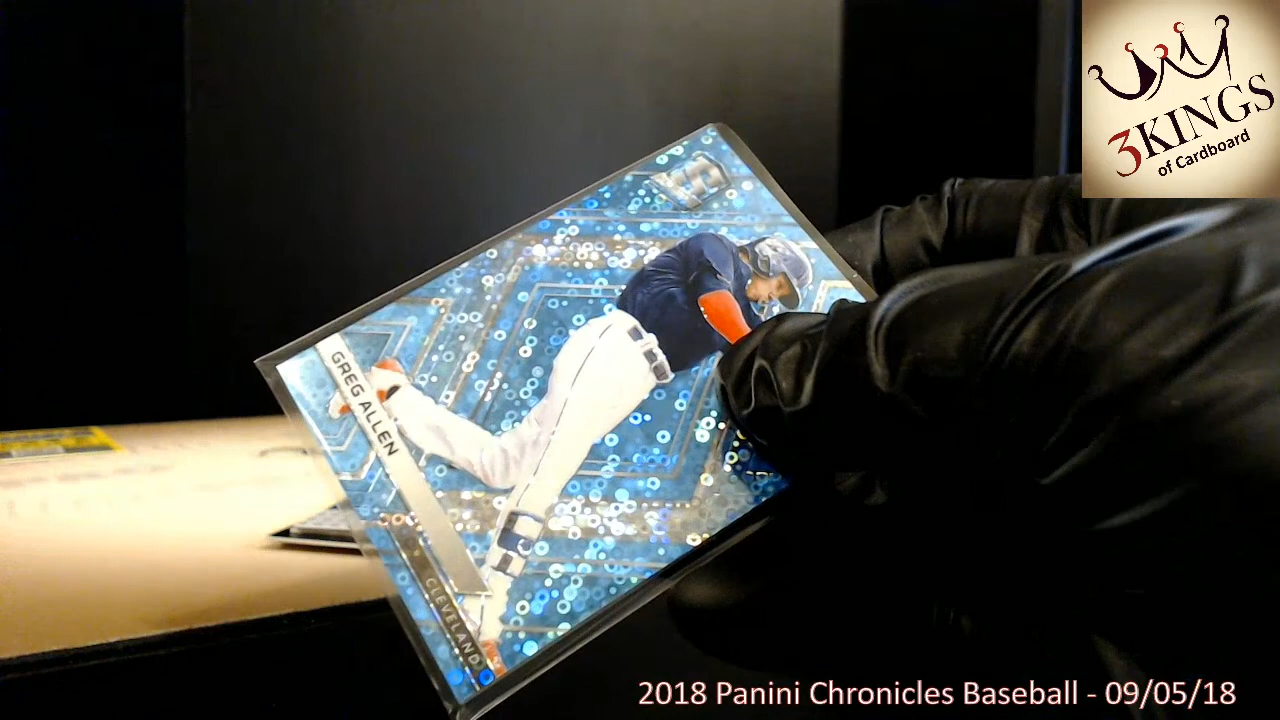 3KINGS
of Cardboard
GREG ALLEN
CLEVELAND
2018 Panini Chronicles Baseball - 09/05/18